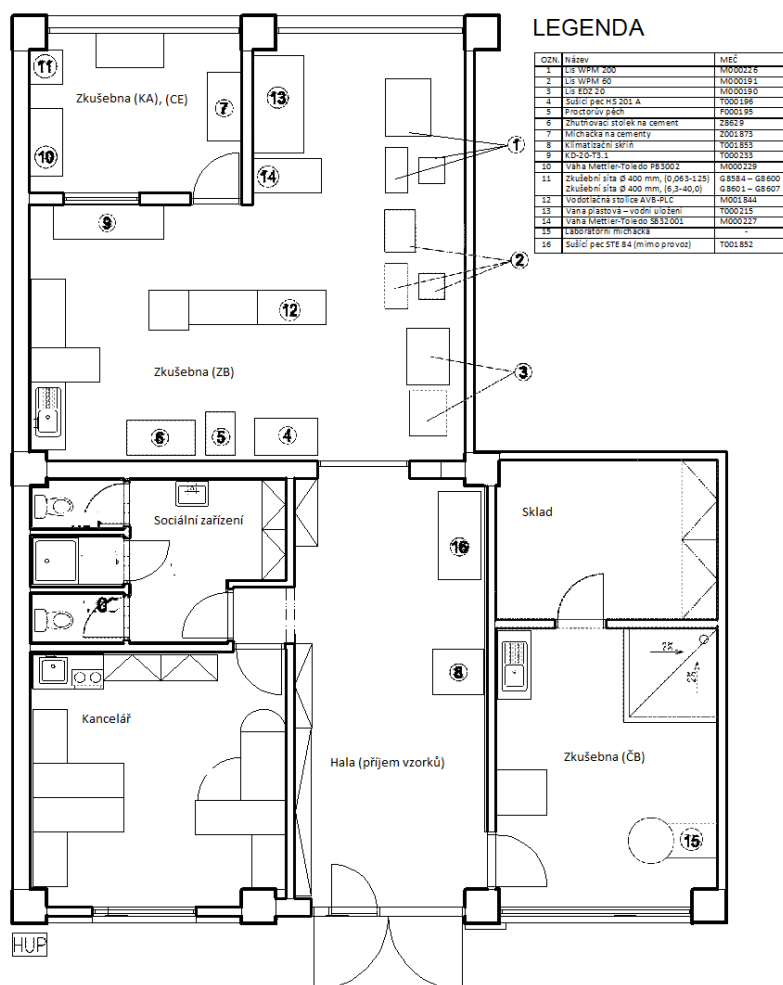 LEGENDA
OZN. Název MEČ
1 Lis WPM 200 M000226
2 Lis WPM 60 M000191
3 Lis EDZ 20 M000190
4 Sušící pec HS 201 A T000196
5 Proctorův pěch F000195
6 Zhutňovací stolek na cement Z8629
7 Míchačka na cementy Z001873
8 Klimatizační skříň T001853
9 KD-20-T3.1 T000233
10 Váha Mettler-Toledo PB3002 M000229
11 Zkušební síta Ø 400 mm, (0,063-125) G8584 – G8600
Zkušební síta Ø 400 mm, (6,3-40,0) G8601 – G8607
12 Vodotlačná stolice AVB-PLC M001844
13 Vana plastová – vodní uložení T000215
14 Váha Mettler-Toledo SB32001 M000227
15 Laboratorní míchačka -
16 Sušící pec STE 84 (mimo provoz) T001852
11
Zkušebna (KA), (CE)
7
13
10
14
1
9
2
12
Zkušebna (ZB)
3
6
5
4
Sociální zařízení
16
Sklad
8
Kancelář
Hala (příjem vzorků)
Zkušebna (ČB)
15
HUP